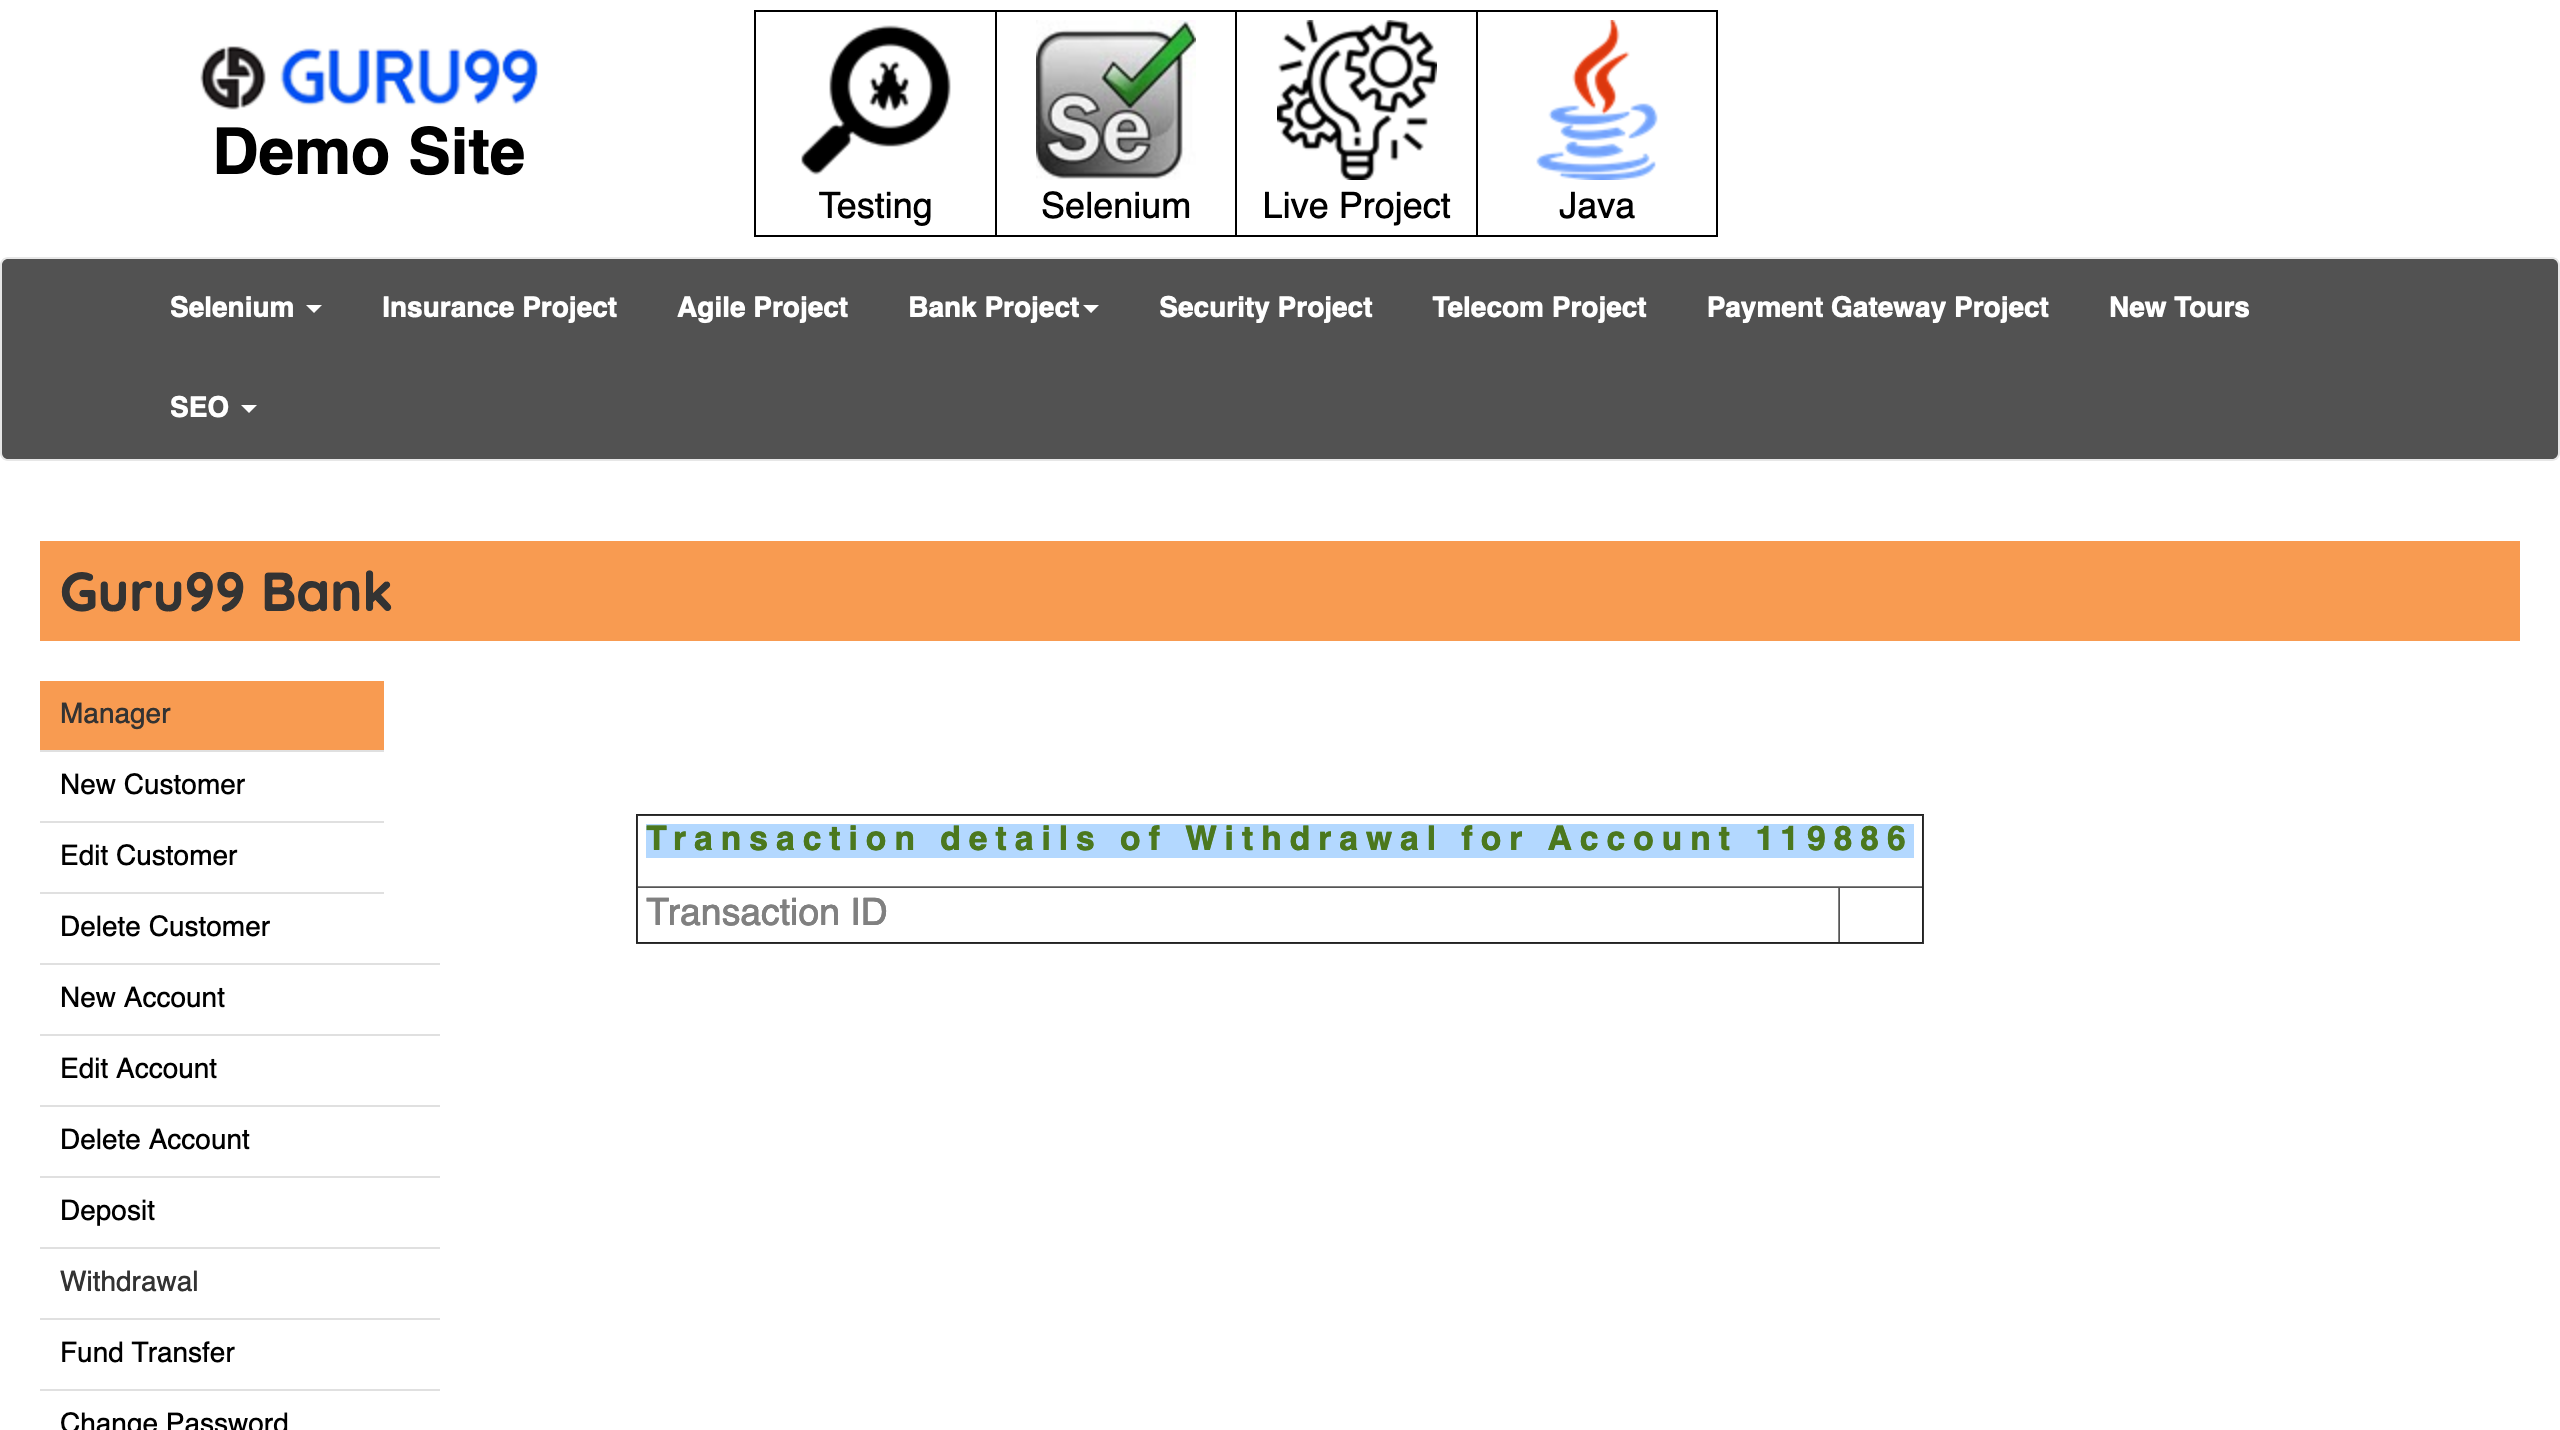 GURU99
Demo Site
Testing
Se
Selenium
Live Project
Java
Selenium
Insurance Project
Agile Project
Bank Project
Security Project
Telecom Project
Payment Gateway Project
New Tours
SEO
Guru99 Bank
Manager
New Customer
Edit Customer
Delete Customer
New Account
Edit Account
Delete Account
Deposit
Withdrawal
Fund Transfer
Change Password
Transaction details of Withdrawal for Account 119886
Transaction ID